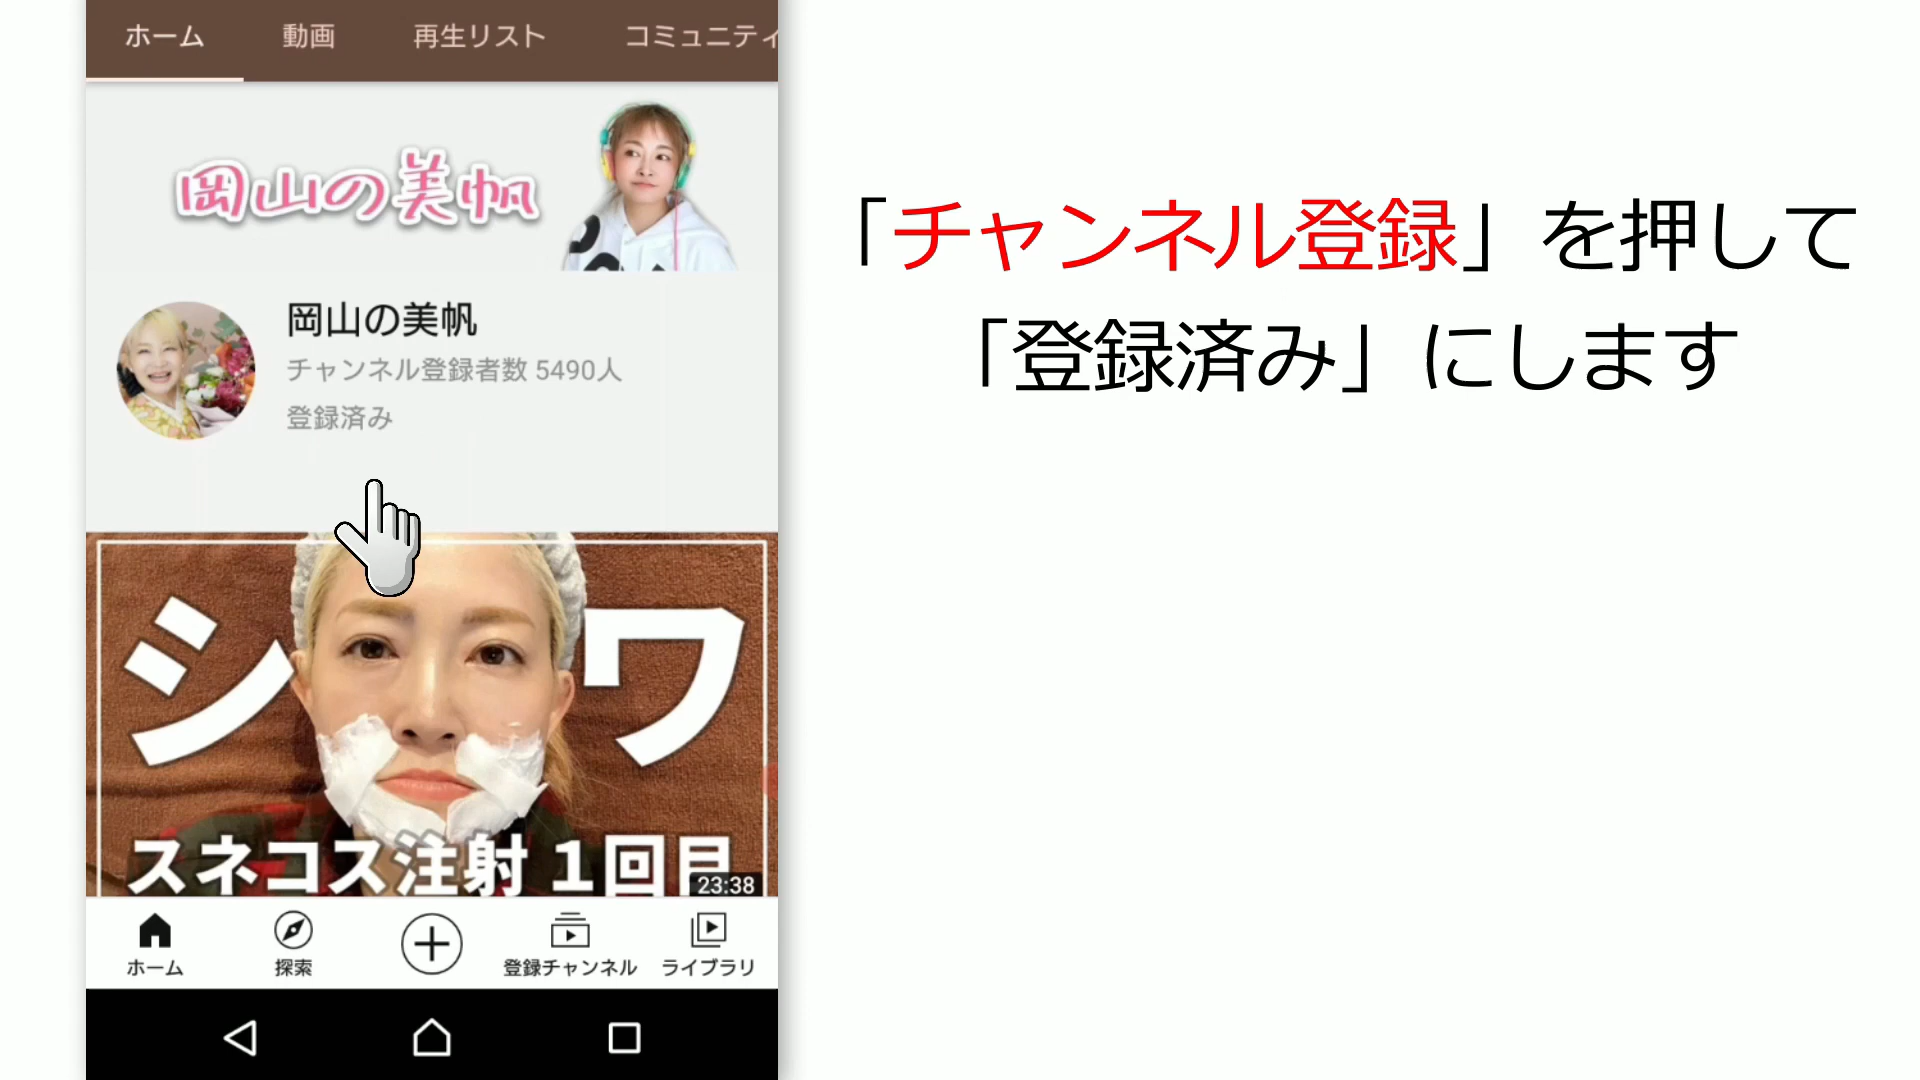 ホーム 動画 再生リスト コミュニティ
岡山の美帆
岡山の美帆
チャンネル登録者数 5490人
登録済み
シワ
スネコス注射 1回目
23:38
ホーム 探索 登録チャンネル ライブラリ
「チャンネル登録」を押して
「登録済み」にします